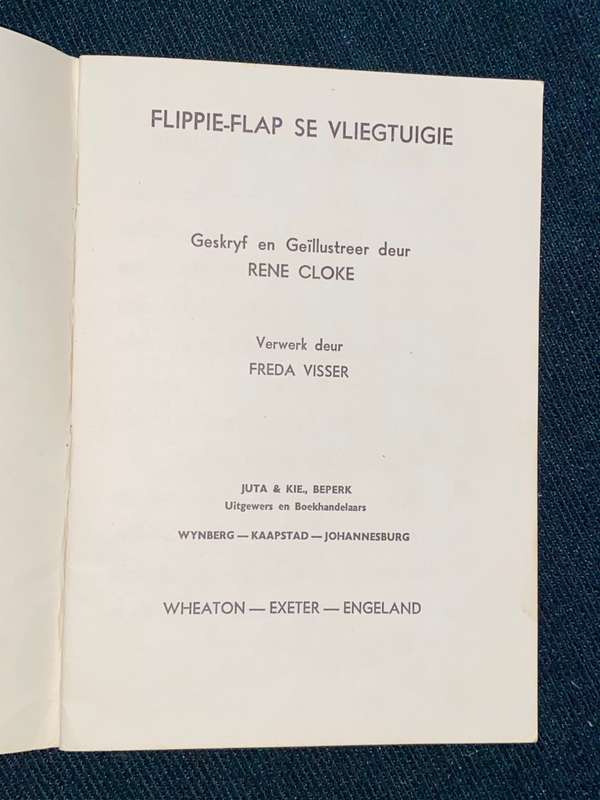 FLIPPIE-FLAP SE VLIEGTUIGIE
Geskryf en Geïllustreer deur
RENE CLOKE
Verwerk deur
FREDA VISSER
JUTA & KIE., BEPERK
Uitgewers en Boekhandelaars
WYNBERG — KAAPSTAD — JOHANNESBURG
WHEATON — EXETER — ENGELAND